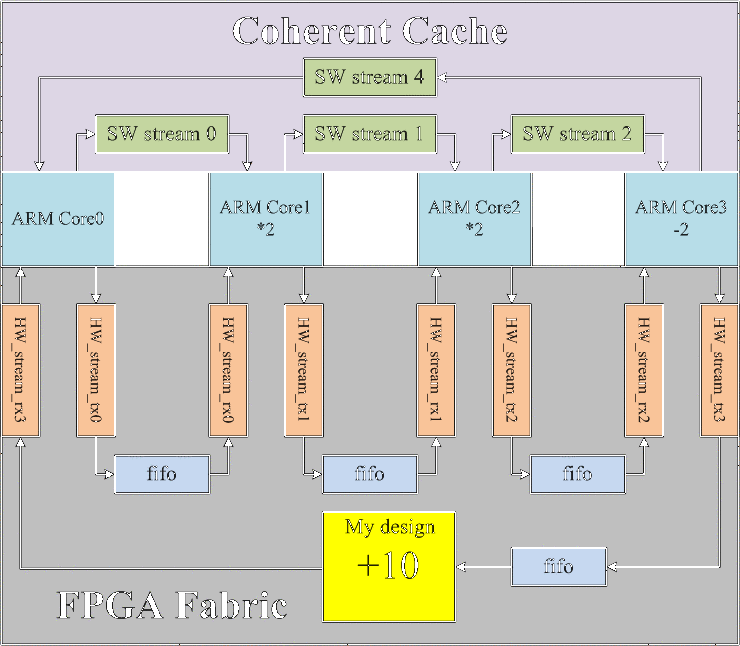 Coherent Cache
SW stream 4
SW stream 0
SW stream 1
SW stream 2
ARM Core0
ARM Core1
*2
ARM Core2
*2
ARM Core3
-2
HW_stream_rx3
HW_stream_tx0
HW_stream_rx0
HW_stream_tx1
HW_stream_rx1
HW_stream_tx2
HW_stream_rx2
HW_stream_tx3
fifo
fifo
fifo
My design
+10
fifo
FPGA Fabric